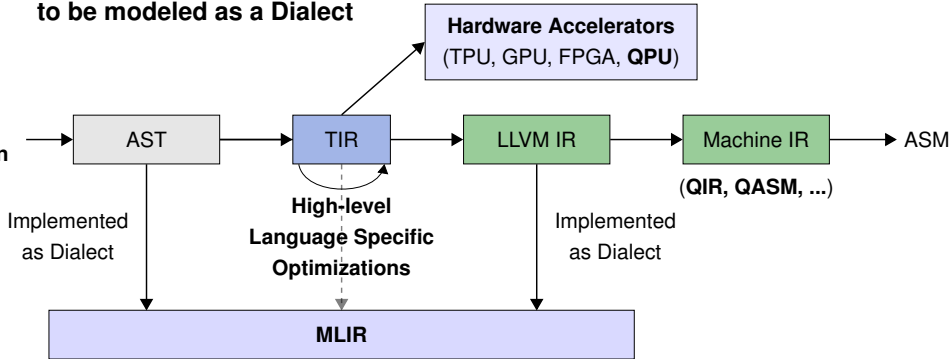 to be modeled as a Dialect
Hardware Accelerators
(TPU, GPU, FPGA, QPU)
AST
TIR
LLVM IR
Machine IR
ASM
(QIR, QASM, ...)
Implemented
as Dialect
High-level
Language Specific
Optimizations
Implemented
as Dialect
MLIR